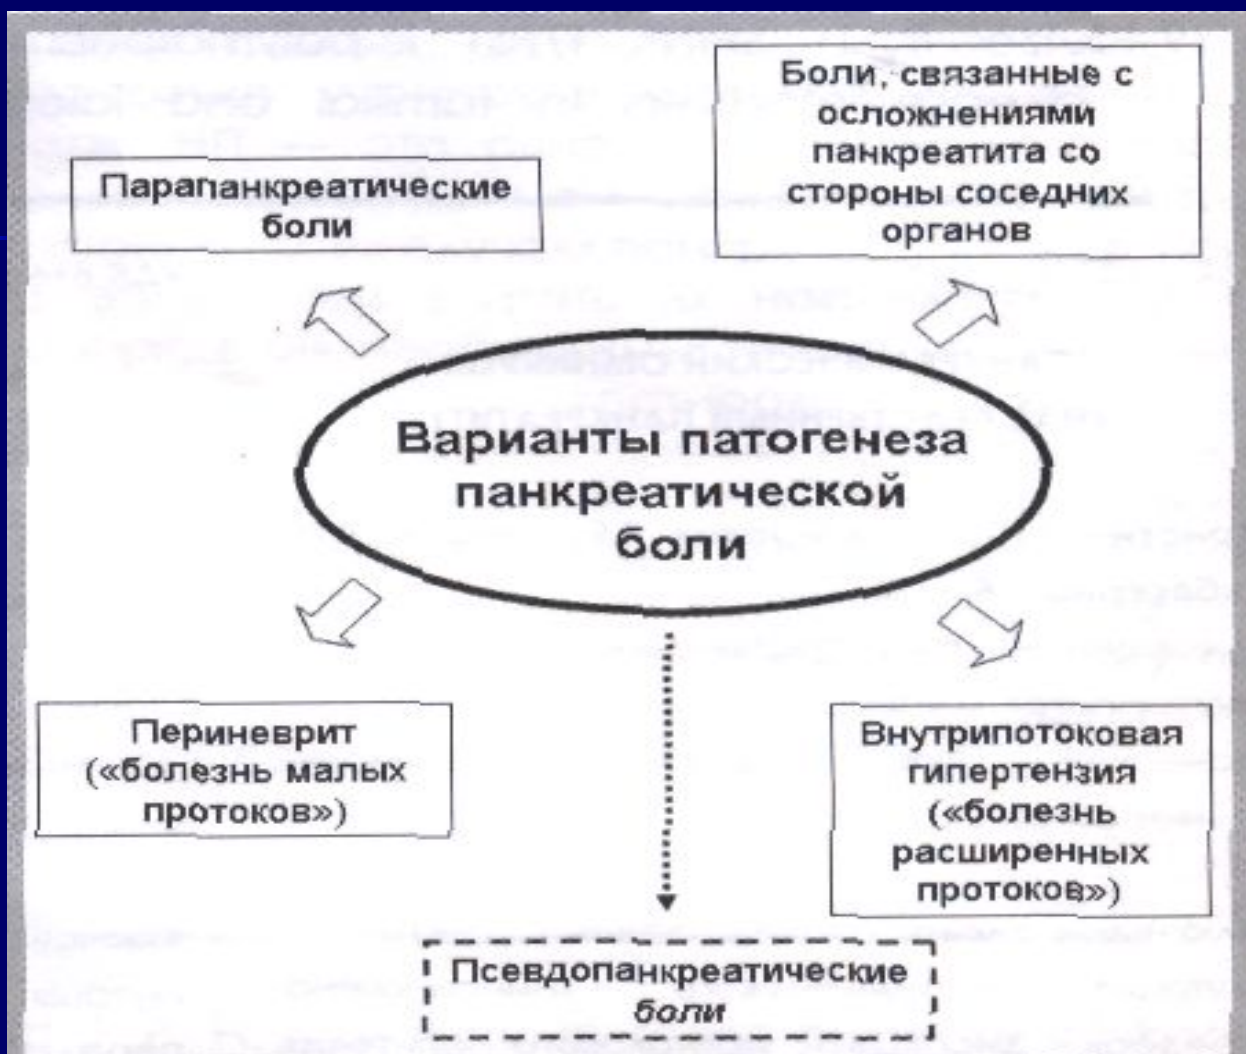 Парапанкреатические
боли
Боли, связанные с
осложнениями
панкреатита со
стороны соседних
органов
Варианты патогенеза
панкреатической
боли
Периневрит
(«болезнь малых
протоков»)
Внутрипотоковая
гипертензия
(«болезнь
расширенных
протоков»)
Псевдопанкреатические
боли